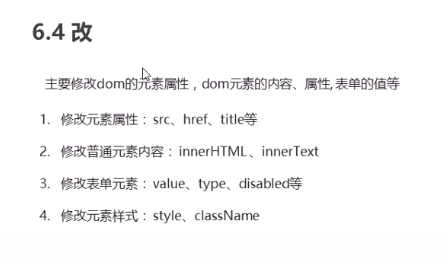 6.4 改
主要修改dom的元素属性，dom元素的内容、属性, 表单的值等
1. 修改元素属性：src、href、title等
2. 修改普通元素内容：innerHTML、innerText
3. 修改表单元素：value、type、disabled等
4. 修改元素样式：style、className